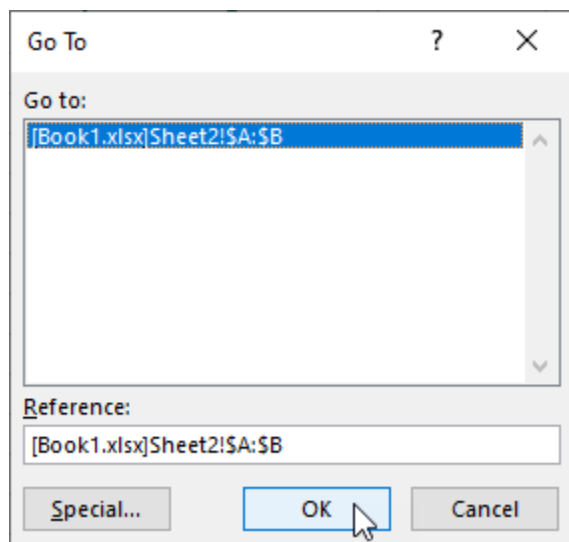 Go To ?
Go to:
[Book1.xlsx]Sheet2!$A:$B
Reference:
[Book1.xlsx]Sheet2!$A:$B
Special... OK Cancel